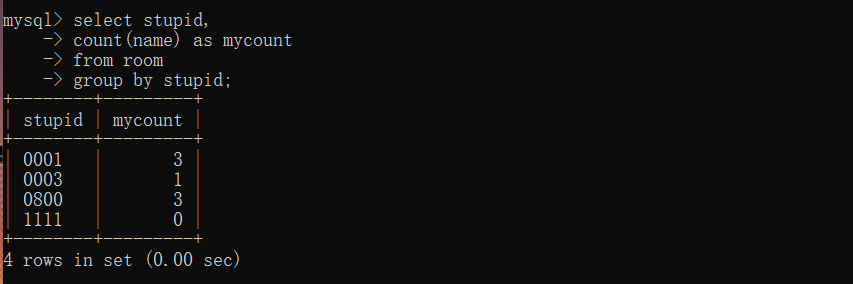 mysql> select stupid,
    -> count(name) as mycount
    -> from room
    -> group by stupid;
+--------+---------+
| stupid | mycount |
+--------+---------+
| 0001   |       3 |
| 0003   |       1 |
| 0800   |       3 |
| 1111   |       0 |
+--------+---------+
4 rows in set (0.00 sec)